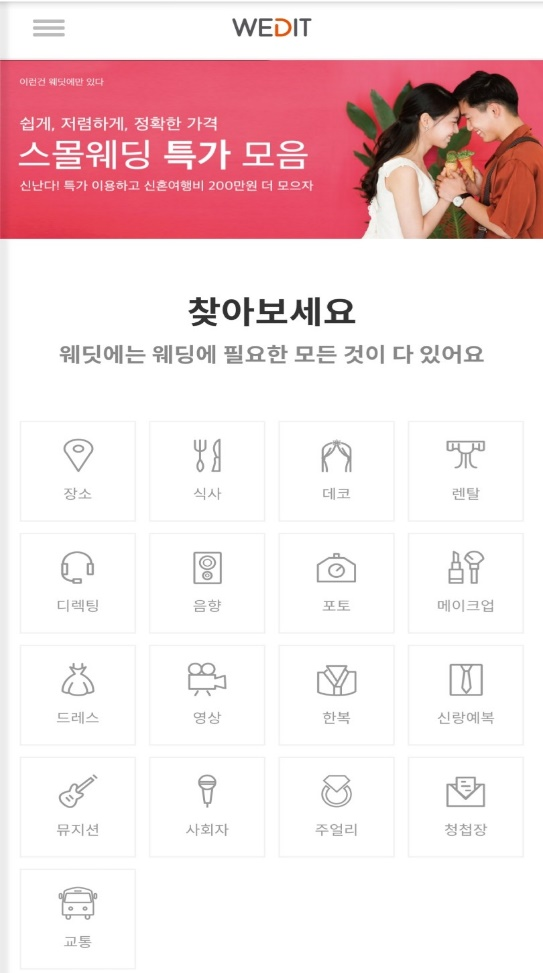 WEDIT
이런건 웨딧에만 있다
쉽게, 저렴하게, 정확한 가격
스몰웨딩 특가 모음
신난다! 특가 이용하고 신혼여행비 200만원 더 모으자
찾아보세요
웨딧에는 웨딩에 필요한 모든 것이 다 있어요
장소
식사
데코
렌탈
디렉팅
음향
포토
메이크업
드레스
영상
한복
신랑예복
뮤지션
사회자
주얼리
청첩장
교통